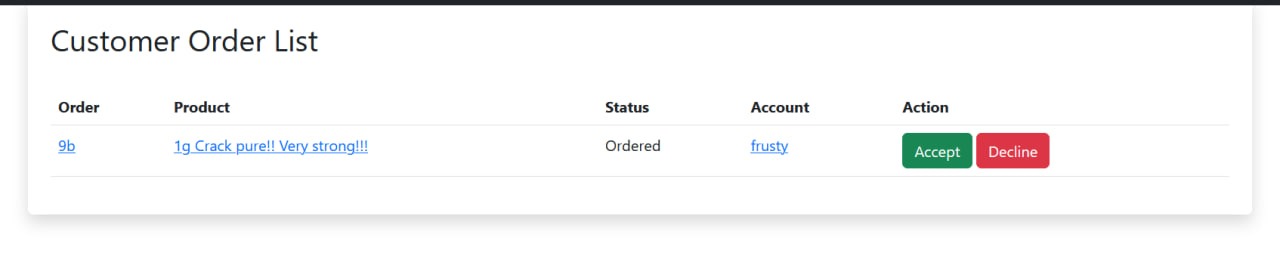 Customer Order List
Order Product Status Account Action
9b 1g Crack pure!! Very strong!!! Ordered frusty Accept Decline